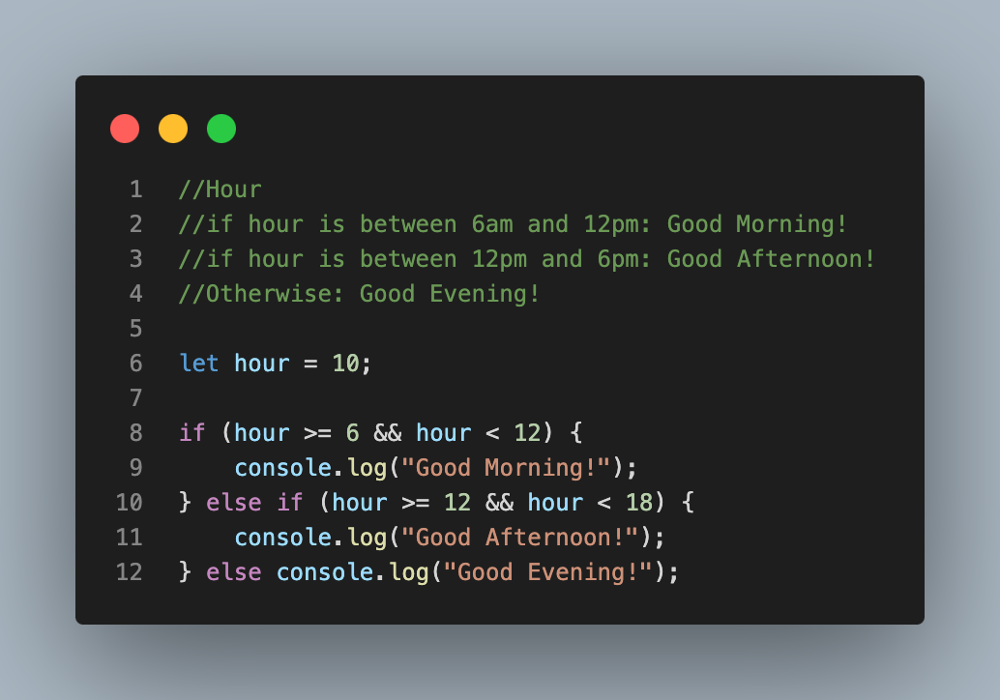 1 //Hour
2 //if hour is between 6am and 12pm: Good Morning!
3 //if hour is between 12pm and 6pm: Good Afternoon!
4 //Otherwise: Good Evening!
5
6 let hour = 10;
7
8 if (hour >= 6 && hour < 12) {
9     console.log("Good Morning!");
10 } else if (hour >= 12 && hour < 18) {
11     console.log("Good Afternoon!");
12 } else console.log("Good Evening!");